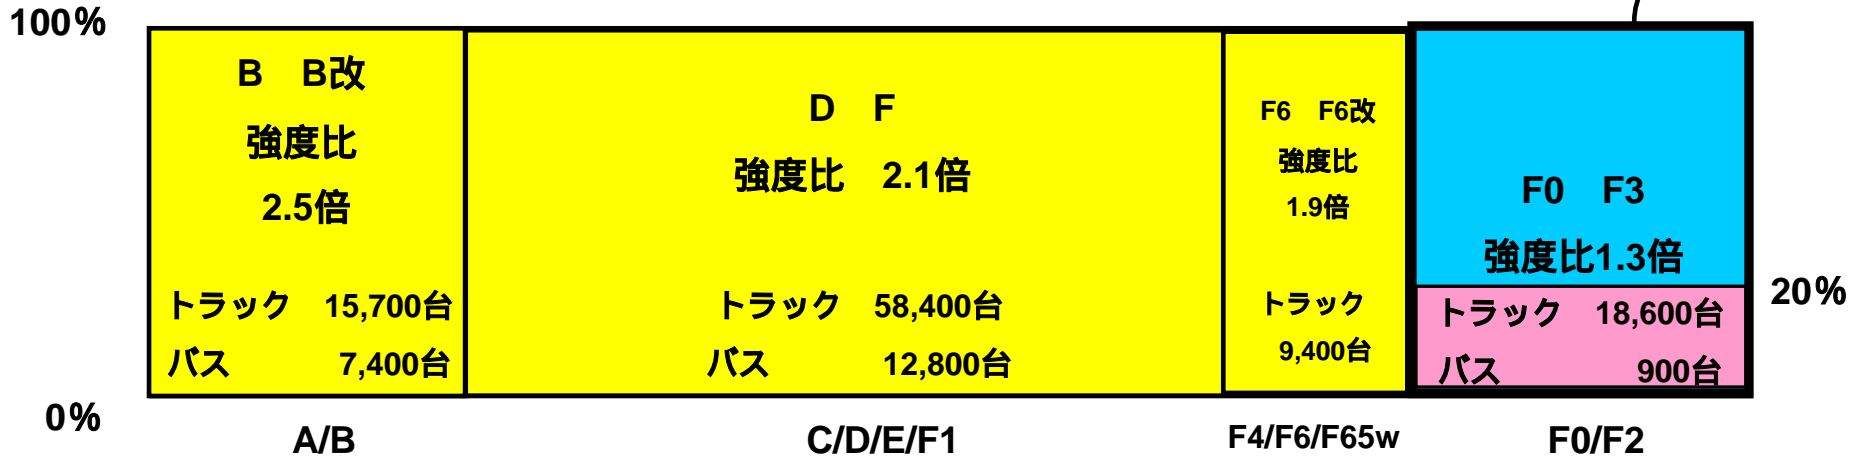 100%
B　B改
強度比
2.5倍
トラック　15,700台
バス　7,400台
D　F
強度比　2.1倍
トラック　58,400台
バス　12,800台
F6　F6改
強度比
1.9倍
トラック
9,400台
F0　F3
強度比1.3倍
トラック　18,600台
バス　900台
20%
0%
A/B
C/D/E/F1
F4/F6/F65w
F0/F2